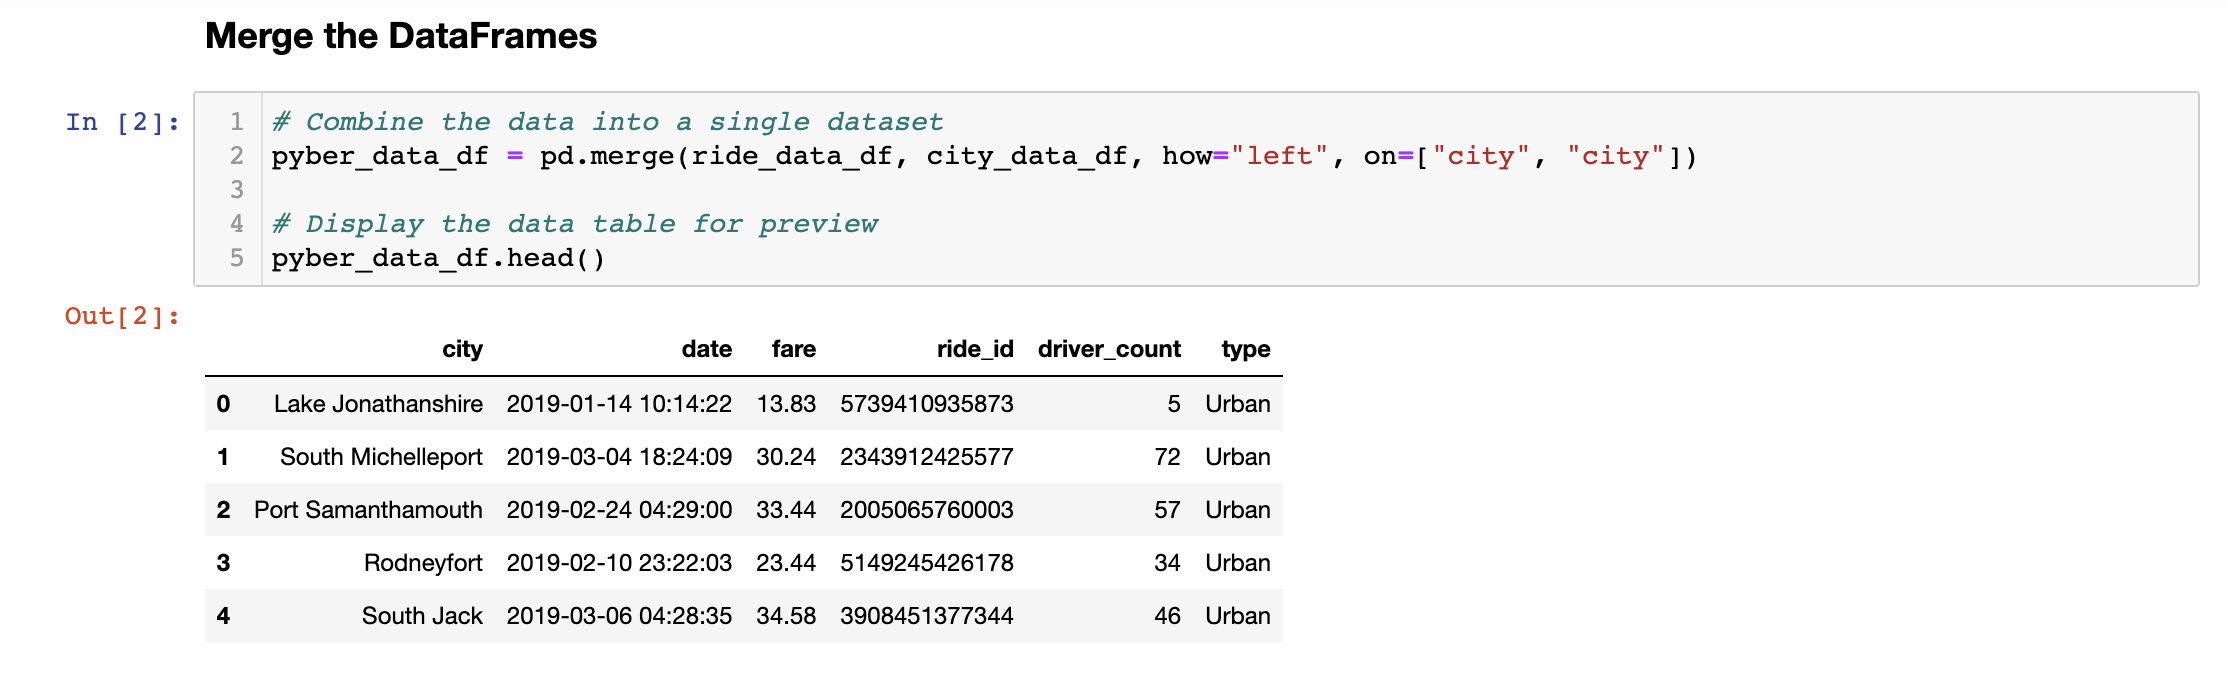 Merge the DataFrames
In [2]:
1 # Combine the data into a single dataset
2 pyber_data_df = pd.merge(ride_data_df, city_data_df, how="left", on=["city", "city"])
3
4 # Display the data table for preview
5 pyber_data_df.head()
Out[2]:
city date fare ride_id driver_count type
0 Lake Jonathanshire 2019-01-14 10:14:22 13.83 5739410935873 5 Urban
1 South Michelleport 2019-03-04 18:24:09 30.24 2343912425577 72 Urban
2 Port Samanthamouth 2019-02-24 04:29:00 33.44 2005065760003 57 Urban
3 Rodneyfort 2019-02-10 23:22:03 23.44 5149245426178 34 Urban
4 South Jack 2019-03-06 04:28:35 34.58 3908451377344 46 Urban